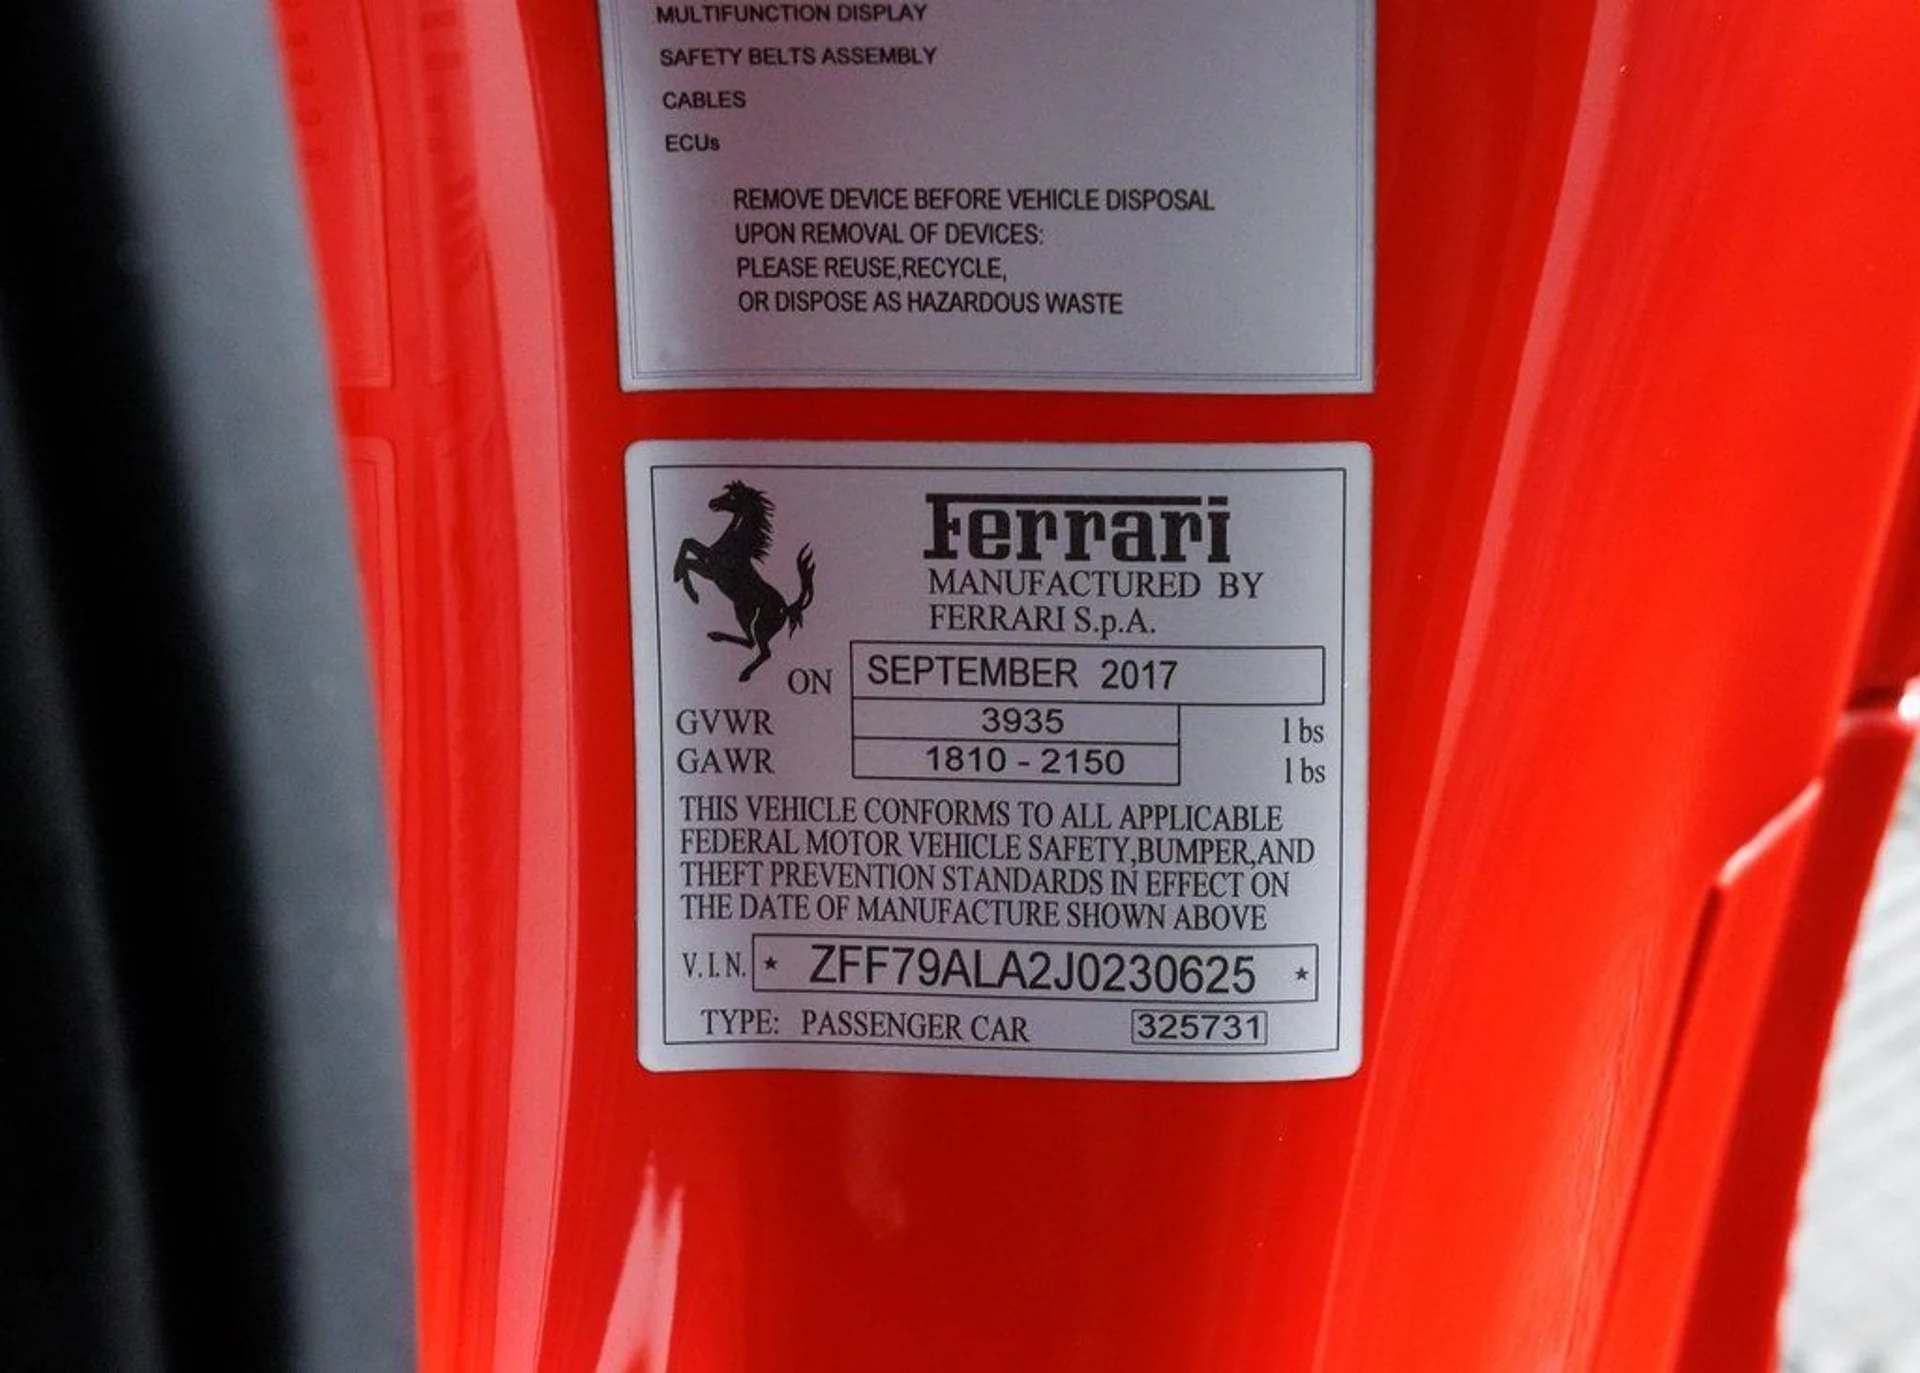 MULTIFUNCTION DISPLAY
SAFETY BELTS ASSEMBLY
CABLES
ECUs
REMOVE DEVICE BEFORE VEHICLE DISPOSAL
UPON REMOVAL OF DEVICES:
PLEASE REUSE,RECYCLE,
OR DISPOSE AS HAZARDOUS WASTE
Ferrari
MANUFACTURED BY
FERRARI S.p.A.
ON SEPTEMBER 2017
GVWR 3935 lbs
GAWR 1810 - 2150 lbs
THIS VEHICLE CONFORMS TO ALL APPLICABLE
FEDERAL MOTOR VEHICLE SAFETY,BUMPER,AND
THEFT PREVENTION STANDARDS IN EFFECT ON
THE DATE OF MANUFACTURE SHOWN ABOVE
V.I.N. * ZFF79ALA2J0230625 *
TYPE: PASSENGER CAR 325731